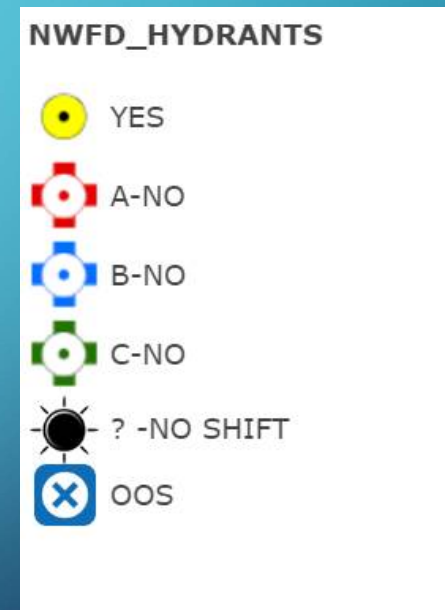 NWFD_HYDRANTS
YES
A-NO
B-NO
C-NO
? -NO SHIFT
OOS